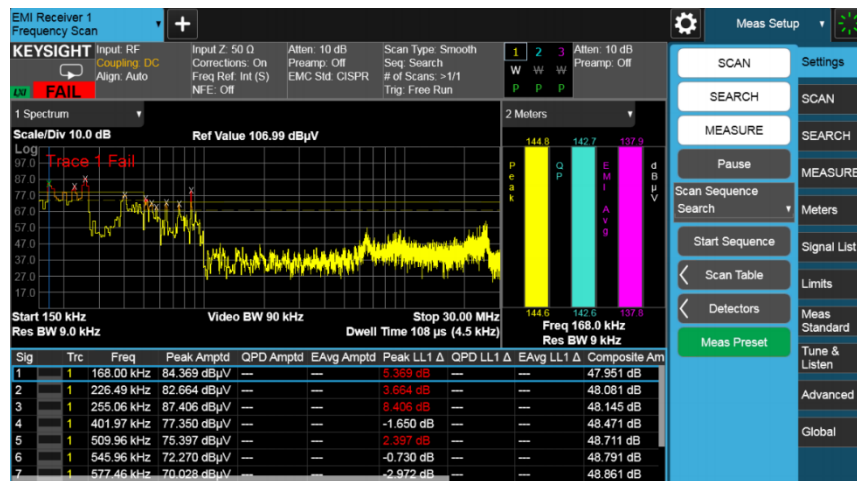 EMI Receiver 1
Frequency Scan
Meas Setup
KEYSIGHT
Input: RF
Coupling: DC
Align: Auto
Input Z: 50 Ω
Corrections: On
Freq Ref: Int (S)
NFE: Off
Atten: 10 dB
Preamp: Off
EMC Std: CISPR
Scan Type: Smooth
Seq: Search
# of Scans: >1/1
Trig: Free Run
1 2 3
W W W
P P P
Atten: 10 dB
Preamp: Off
LXI
FAIL
1 Spectrum
Scale/Div 10.0 dB
Ref Value 106.99 dBµV
Log
Trace 1 Fail
97.0
87.0
77.0
67.0
57.0
47.0
37.0
27.0
17.0
Start 150 kHz
Res BW 9.0 kHz
Video BW 90 kHz
Stop 30.00 MHz
Dwell Time 108 µs (4.5 kHz)
2 Meters
144.8 142.7 137.9
Peak
QP
EMI Avg
dBµV
144.6 142.6 137.8
Freq 168.0 kHz
Res BW 9 kHz
Sig Trc Freq Peak Amptd QPD Amptd EAvg Amptd Peak LL1 Δ QPD LL1 Δ EAvg LL1 Δ Composite Am
1 1 168.00 kHz 84.369 dBµV --- --- 5.369 dB --- --- 47.951 dB
2 1 226.49 kHz 82.664 dBµV --- --- 3.664 dB --- --- 48.081 dB
3 1 255.06 kHz 87.406 dBµV --- --- 8.406 dB --- --- 48.145 dB
4 1 401.97 kHz 77.350 dBµV --- --- -1.650 dB --- --- 48.471 dB
5 1 509.96 kHz 75.397 dBµV --- --- 2.397 dB --- --- 48.711 dB
6 1 545.96 kHz 72.270 dBµV --- --- -0.730 dB --- --- 48.791 dB
7 1 577.46 kHz 70.028 dBµV --- --- -2.972 dB --- --- 48.861 dB
SCAN
SEARCH
MEASURE
Pause
Scan Sequence
Search
Start Sequence
Scan Table
Detectors
Meas Preset
Settings
SCAN
SEARCH
MEASURE
Meters
Signal List
Limits
Meas
Standard
Tune &
Listen
Advanced
Global